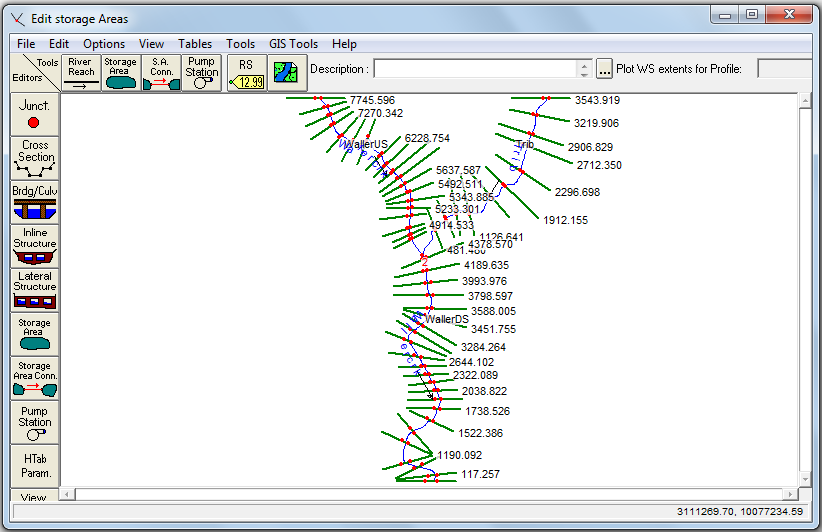 Edit storage Areas
File Edit Options View Tables Tools GIS Tools Help
Tools
Editors
River
Reach
Storage
Area
S.A.
Conn.
Pump
Station
RS
12.99
Description :
...
Plot WS extents for Profile:
Junct.
Cross
Section
Brdg/Culv
Inline
Structure
Lateral
Structure
Storage
Area
Storage
Area Conn.
Pump
Station
HTab
Param.
View
7745.596
7270.342
WallerUS
6228.754
5637.587
5492.511
5343.885
5233.301
4914.533
3543.919
3219.906
Trib
2906.829
2712.350
2296.698
1912.155
1126.641
4378.570
481.480
2
4189.635
3993.976
3798.597
3588.005
WallerDS
3451.755
3284.264
2644.102
2322.089
2038.822
1738.526
1522.386
1190.092
117.257
3111269.70, 10077234.59